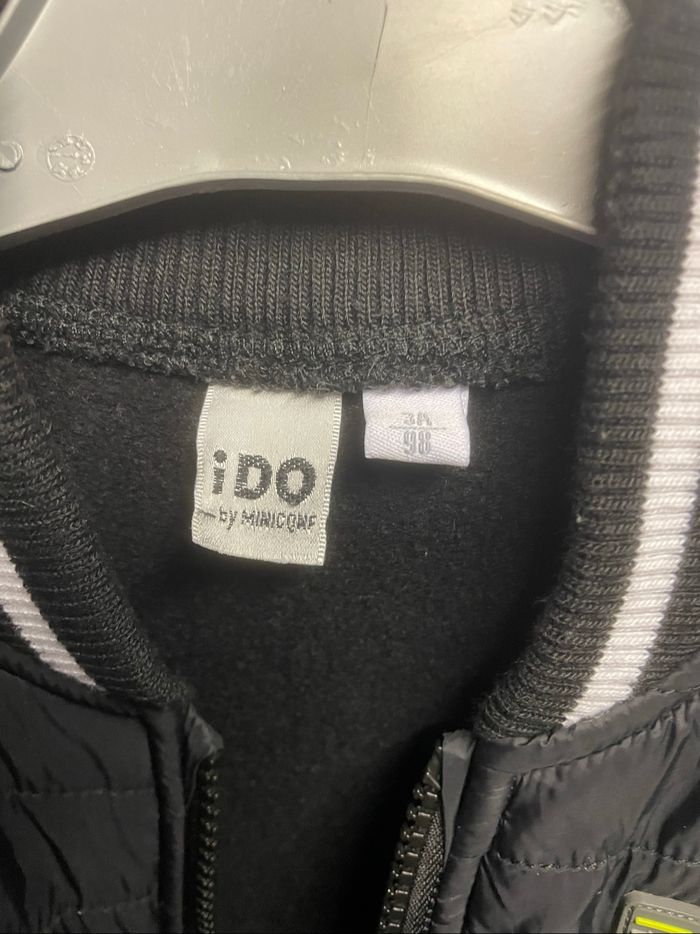 iDO
by MINICONF
3A
98